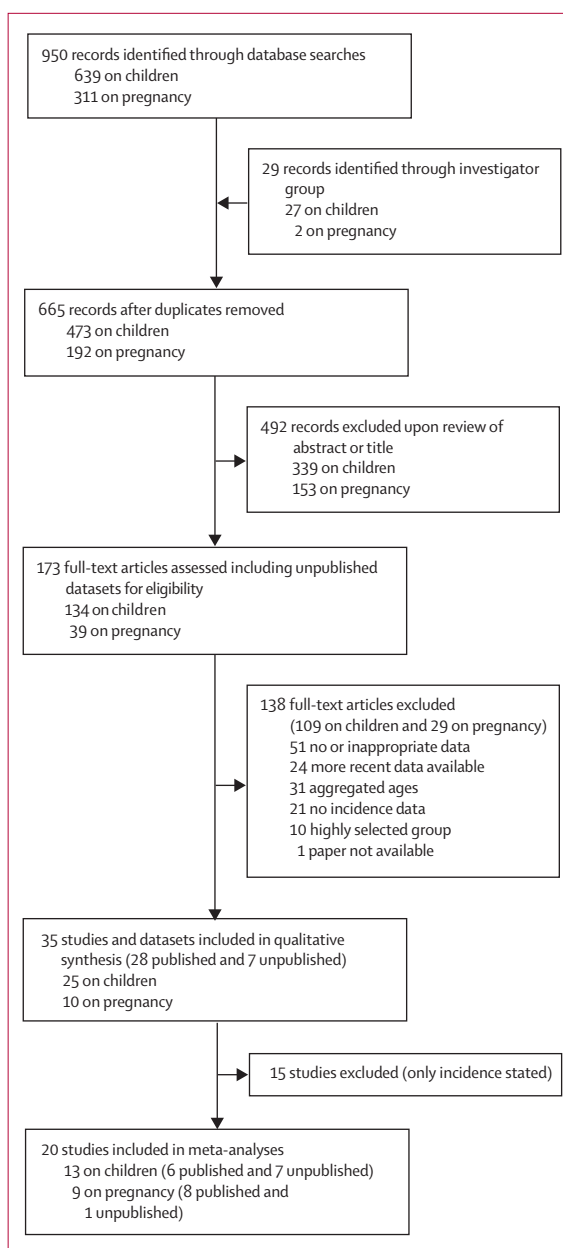 950 records identified through database searches
639 on children
311 on pregnancy
29 records identified through investigator
group
27 on children
2 on pregnancy
665 records after duplicates removed
473 on children
192 on pregnancy
492 records excluded upon review of
abstract or title
339 on children
153 on pregnancy
173 full-text articles assessed including unpublished
datasets for eligibility
134 on children
39 on pregnancy
138 full-text articles excluded
(109 on children and 29 on pregnancy)
51 no or inappropriate data
24 more recent data available
31 aggregated ages
21 no incidence data
10 highly selected group
1 paper not available
35 studies and datasets included in qualitative
synthesis (28 published and 7 unpublished)
25 on children
10 on pregnancy
15 studies excluded (only incidence stated)
20 studies included in meta-analyses
13 on children (6 published and 7 unpublished)
9 on pregnancy (8 published and
1 unpublished)